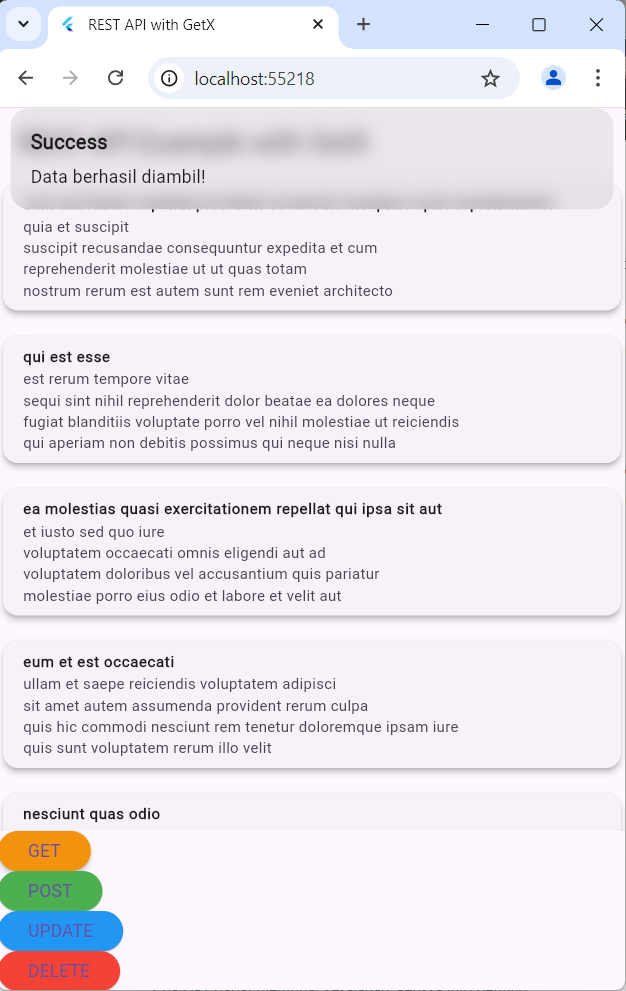 REST API with GetX
localhost:55218
Success
Data berhasil diambil!
quia et suscipit
suscipit recusandae consequuntur expedita et cum
reprehenderit molestiae ut ut quas totam
nostrum rerum est autem sunt rem eveniet architecto
qui est esse
est rerum tempore vitae
sequi sint nihil reprehenderit dolor beatae ea dolores neque
fugiat blanditiis voluptate porro vel nihil molestiae ut reiciendis
qui aperiam non debitis possimus qui neque nisi nulla
ea molestias quasi exercitationem repellat qui ipsa sit aut
et iusto sed quo iure
voluptatem occaecati omnis eligendi aut ad
voluptatem doloribus vel accusantium quis pariatur
molestiae porro eius odio et labore et velit aut
eum et est occaecati
ullam et saepe reiciendis voluptatem adipisci
sit amet autem assumenda provident rerum culpa
quis hic commodi nesciunt rem tenetur doloremque ipsam iure
quis sunt voluptatem rerum illo velit
nesciunt quas odio
GET
POST
UPDATE
DELETE